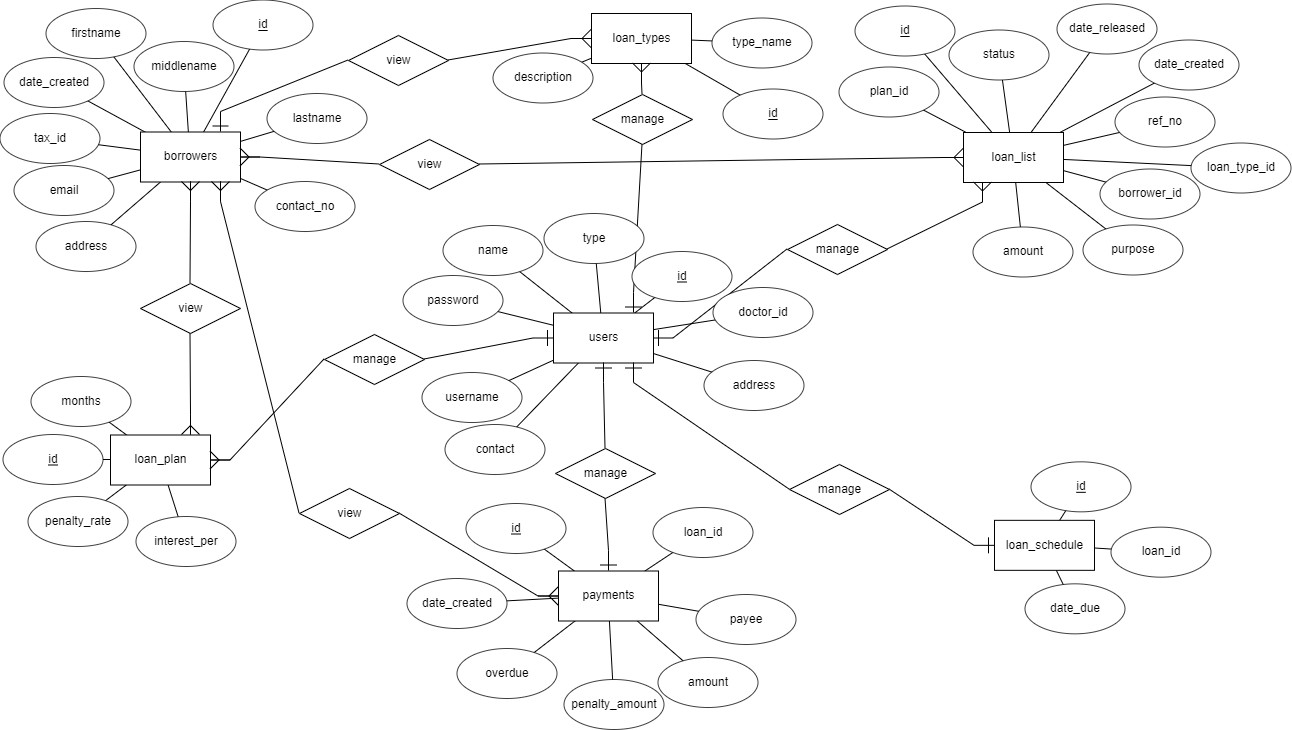 firstname
id
middlename
date_created
lastname
tax_id
borrowers
email
contact_no
address
view
loan_types
type_name
description
id
manage
view
id
date_released
status
date_created
plan_id
ref_no
loan_list
loan_type_id
borrower_id
amount
purpose
manage
type
name
id
password
doctor_id
users
address
username
contact
view
manage
months
id
loan_plan
penalty_rate
interest_per
view
manage
manage
id
loan_schedule
loan_id
date_due
id
loan_id
date_created
payments
payee
overdue
amount
penalty_amount